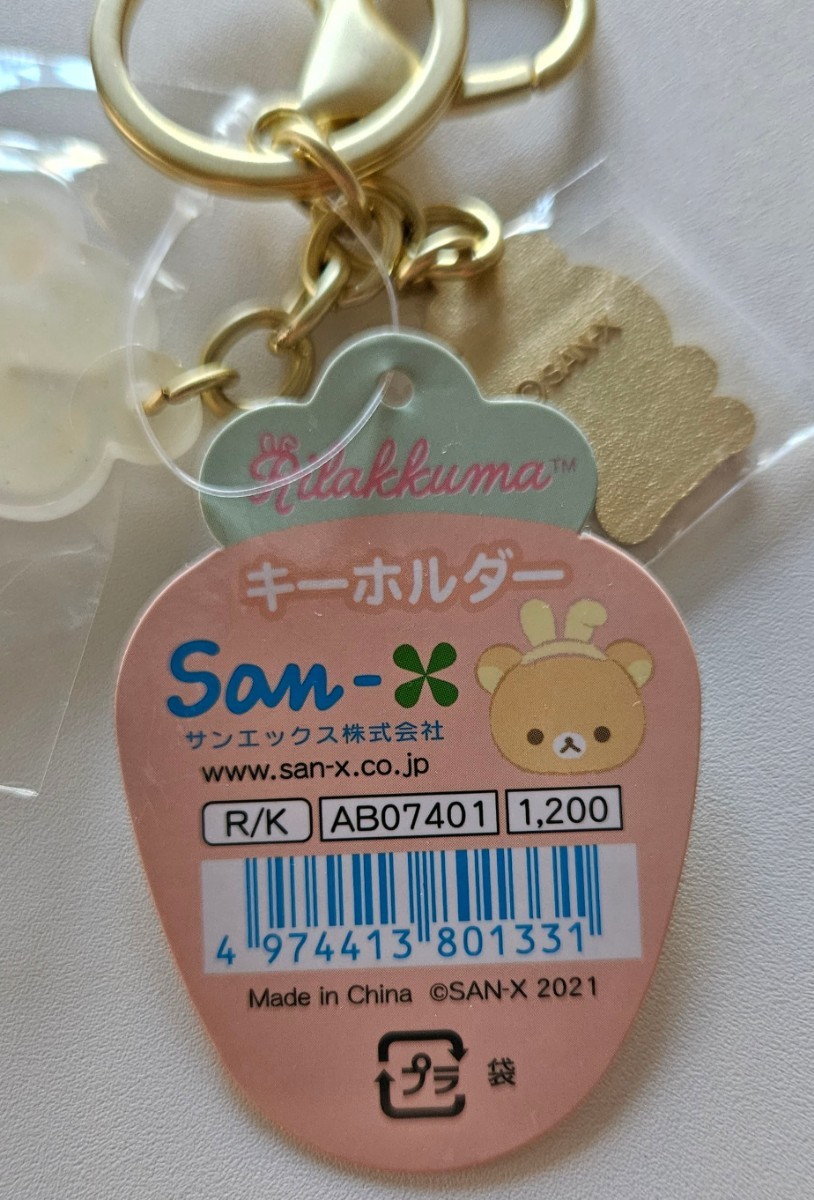 ©SAN-X
Rilakkuma™
キーホルダー
San-X
サンエックス株式会社
www.san-x.co.jp
R/K AB07401 1,200
4 974413 801331
Made in China ©SAN-X 2021
プラ 袋